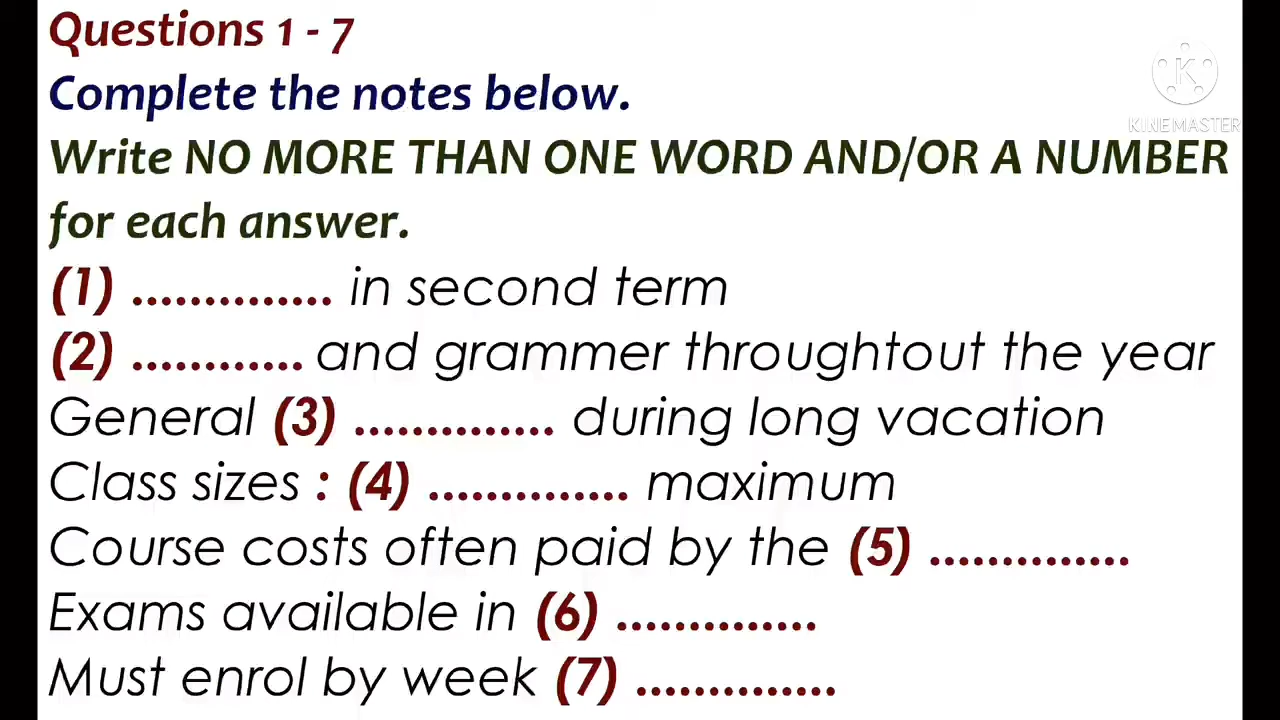 Questions 1 - 7
Complete the notes below.
KINEMASTER
Write NO MORE THAN ONE WORD AND/OR A NUMBER
for each answer.
(1) .............. in second term
(2) ............ and grammer throughtout the year
General (3) .............. during long vacation
Class sizes : (4) .............. maximum
Course costs often paid by the (5) ..............
Exams available in (6) ..............
Must enrol by week (7) ..............